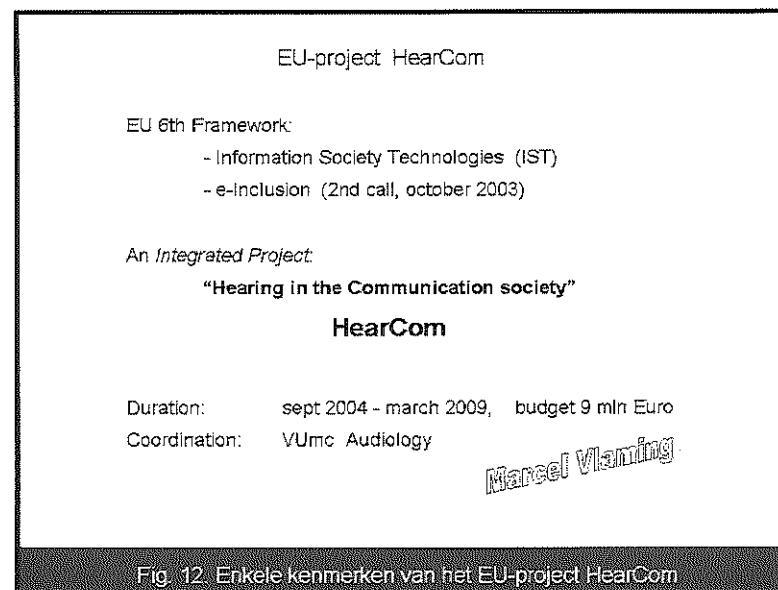 EU-project HearCom
EU 6th Framework:
- Information Society Technologies (IST)
- e-Inclusion (2nd call, october 2003)
An Integrated Project:
“Hearing in the Communication society”
HearCom
Duration: sept 2004 - march 2009, budget 9 mln Euro
Coordination: VUmc Audiology
Marcel Vlaming
Fig. 12. Enkele kenmerken van het EU-project HearCom